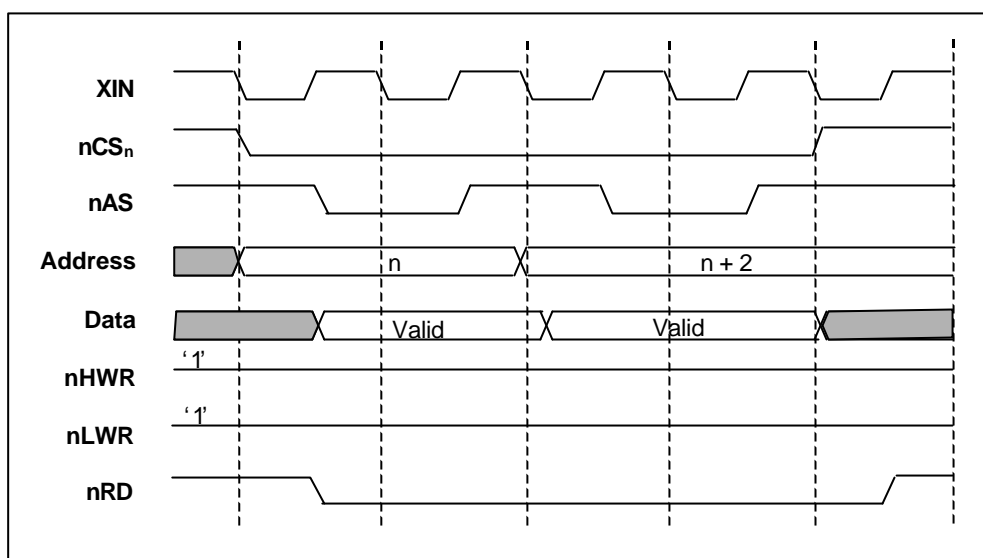 XIN
nCSn
nAS
Address n n + 2
Data Valid Valid
'1'
nHWR
'1'
nLWR
nRD